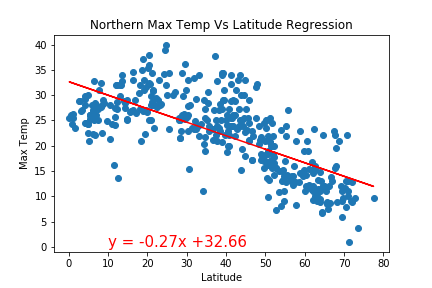 Northern Max Temp Vs Latitude Regression
Max Temp
40
35
30
25
20
15
10
5
0
y = -0.27x +32.66
0 10 20 30 40 50 60 70 80
Latitude